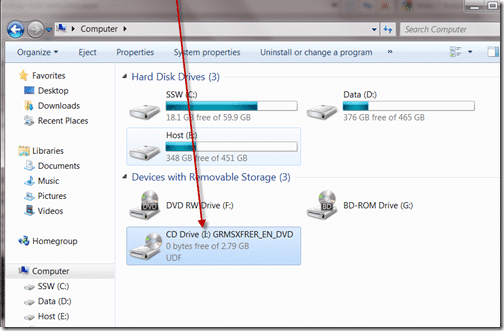 Computer
Search Computer
Organize Eject Properties System properties Uninstall or change a program »
Favorites
Desktop
Downloads
Recent Places
Libraries
Documents
Music
Pictures
Videos
Homegroup
Computer
SSW (C:)
Data (D:)
Host (E:)
Hard Disk Drives (3)
SSW (C:)
18.1 GB free of 59.9 GB
Data (D:)
376 GB free of 465 GB
Host (E:)
348 GB free of 451 GB
Devices with Removable Storage (3)
DVD
DVD RW Drive (F:)
BD
BD-ROM Drive (G:)
CD Drive (I:) GRMSXFRER_EN_DVD
0 bytes free of 2.79 GB
UDF